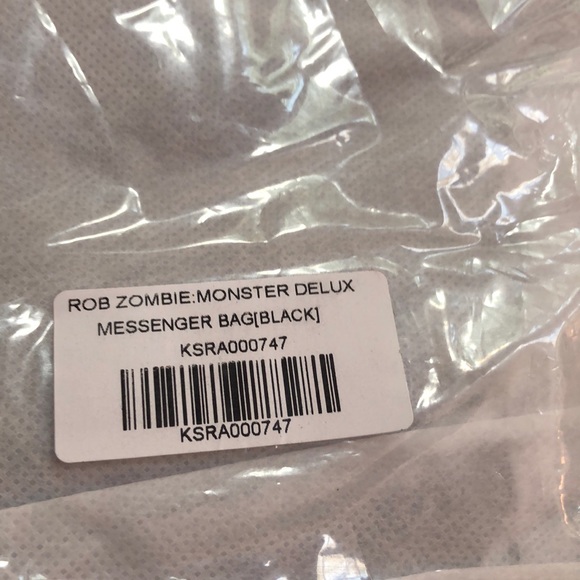 ROB ZOMBIE:MONSTER DELUX
MESSENGER BAG[BLACK]
KSRA000747
KSRA000747